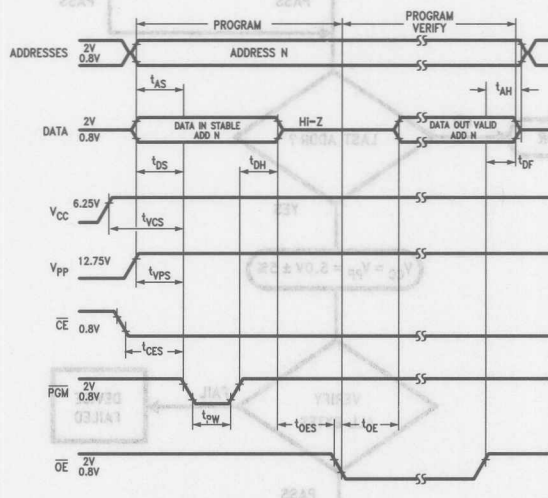 PROGRAM
PROGRAM VERIFY
ADDRESSES 2V 0.8V ADDRESS N
tAS
tAH
DATA 2V 0.8V DATA IN STABLE ADD N Hi-Z DATA OUT VALID ADD N
tDS
tDH
tDF
VCC 6.25V
tVCS
VPP 12.75V
tVPS
CE 0.8V
tCES
PGM 2V 0.8V
tPW
tOES
tOE
OE 2V 0.8V
PASS
PASS
LAST ADDR ?
YES
VCC = VPP = 5.0V ± 5%
VERIFY
FAIL
DEVICE FAILED
PASS